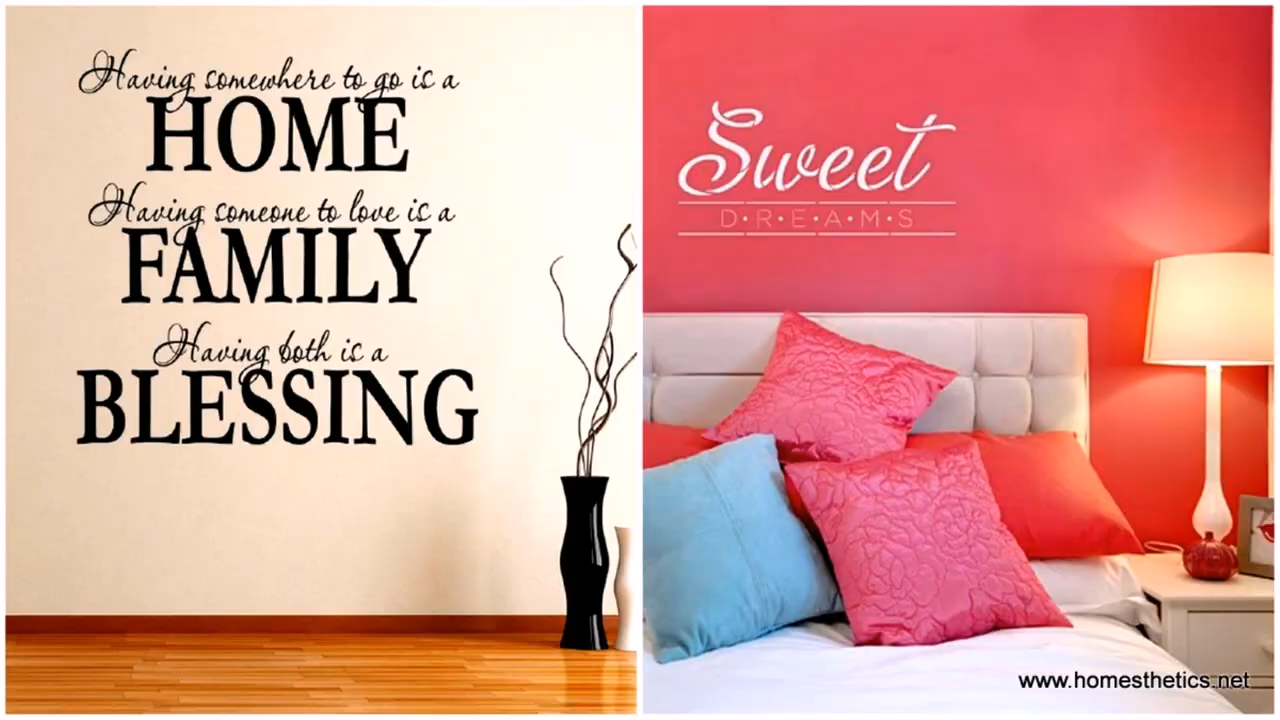 Having somewhere to go is a
HOME
Having someone to love is a
FAMILY
Having both is a
BLESSING
Sweet
D•R•E•A•M•S
www.homesthetics.net